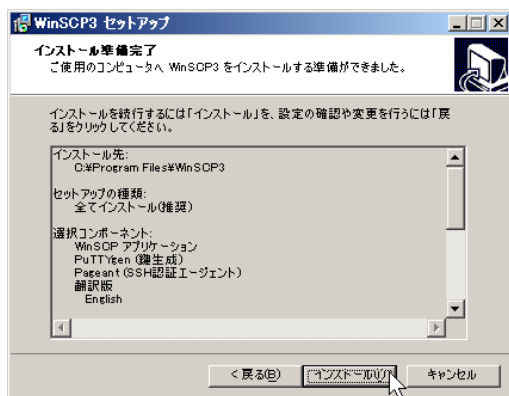 WinSCP3 セットアップ
インストール準備完了
ご使用のコンピュータへ WinSCP3 をインストールする準備ができました。
インストールを続行するには「インストール」を、設定の確認や変更を行うには「戻
る」をクリックしてください。
インストール先:
C:¥Program Files¥WinSCP3
セットアップの種類:
全てインストール(推奨)
選択コンポーネント:
WinSCP アプリケーション
PuTTYgen (鍵生成)
Pageant (SSH認証エージェント)
翻訳版
English
< 戻る(B)
インストール(I)
キャンセル